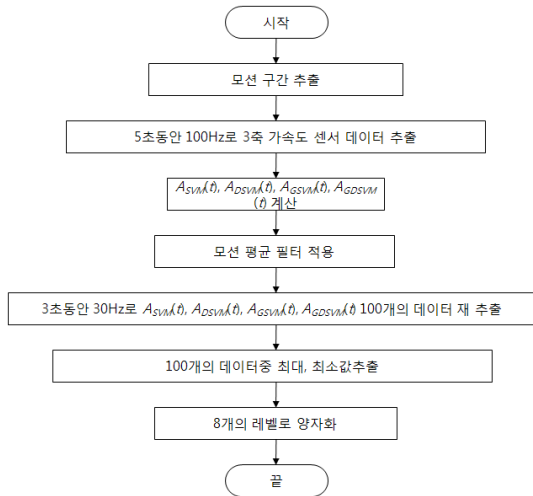 시작
모션 구간 추출
5초동안 100Hz로 3축 가속도 센서 데이터 추출
A_SVM(t), A_DSVM(t), A_GSVM(t), A_GDSVM
(t) 계산
모션 평균 필터 적용
3초동안 30Hz로 A_SVM(t), A_DSVM(t), A_GSVM(t), A_GDSVM(t) 100개의 데이터 재 추출
100개의 데이터중 최대, 최소값추출
8개의 레벨로 양자화
끝